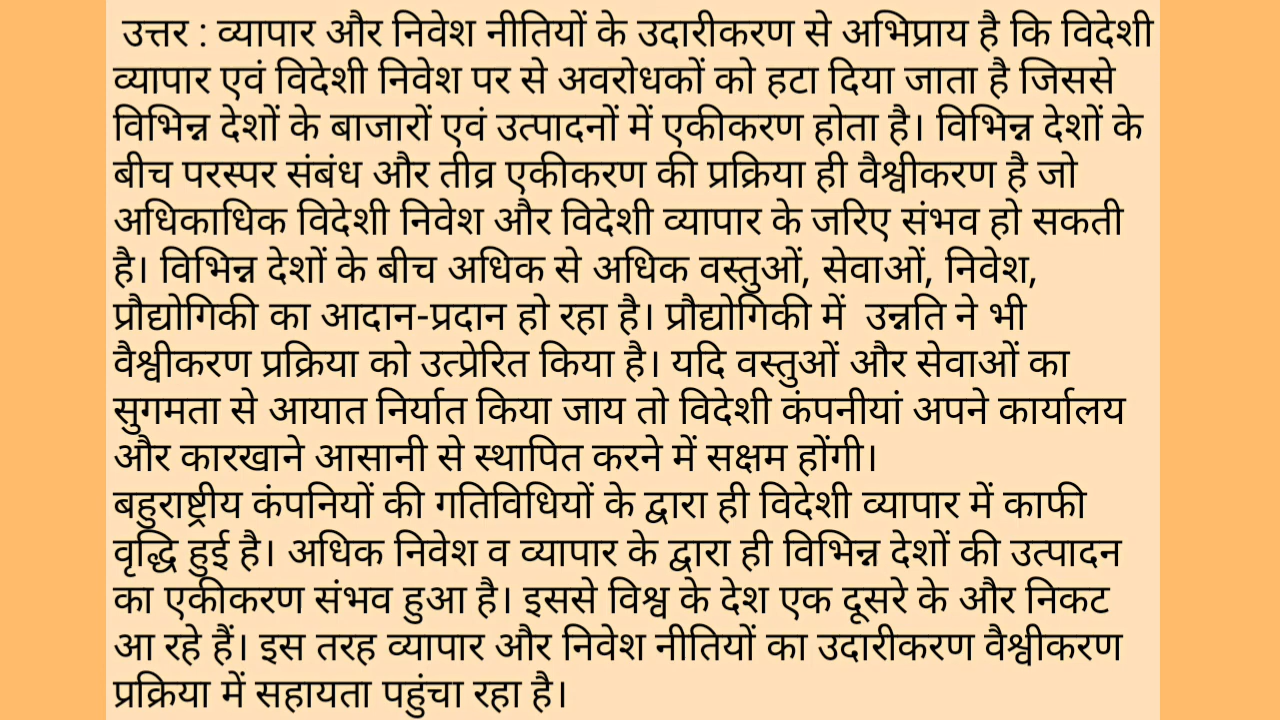 उत्तर : व्यापार और निवेश नीतियों के उदारीकरण से अभिप्राय है कि विदेशी
व्यापार एवं विदेशी निवेश पर से अवरोधकों को हटा दिया जाता है जिससे
विभिन्न देशों के बाजारों एवं उत्पादनों में एकीकरण होता है। विभिन्न देशों के
बीच परस्पर संबंध और तीव्र एकीकरण की प्रक्रिया ही वैश्वीकरण है जो
अधिकाधिक विदेशी निवेश और विदेशी व्यापार के जरिए संभव हो सकती
है। विभिन्न देशों के बीच अधिक से अधिक वस्तुओं, सेवाओं, निवेश,
प्रौद्योगिकी का आदान-प्रदान हो रहा है। प्रौद्योगिकी में  उन्नति ने भी
वैश्वीकरण प्रक्रिया को उत्प्रेरित किया है। यदि वस्तुओं और सेवाओं का
सुगमता से आयात निर्यात किया जाय तो विदेशी कंपनीयां अपने कार्यालय
और कारखाने आसानी से स्थापित करने में सक्षम होंगी।
बहुराष्ट्रीय कंपनियों की गतिविधियों के द्वारा ही विदेशी व्यापार में काफी
वृद्धि हुई है। अधिक निवेश व व्यापार के द्वारा ही विभिन्न देशों की उत्पादन
का एकीकरण संभव हुआ है। इससे विश्व के देश एक दूसरे के और निकट
आ रहे हैं। इस तरह व्यापार और निवेश नीतियों का उदारीकरण वैश्वीकरण
प्रक्रिया में सहायता पहुंचा रहा है।